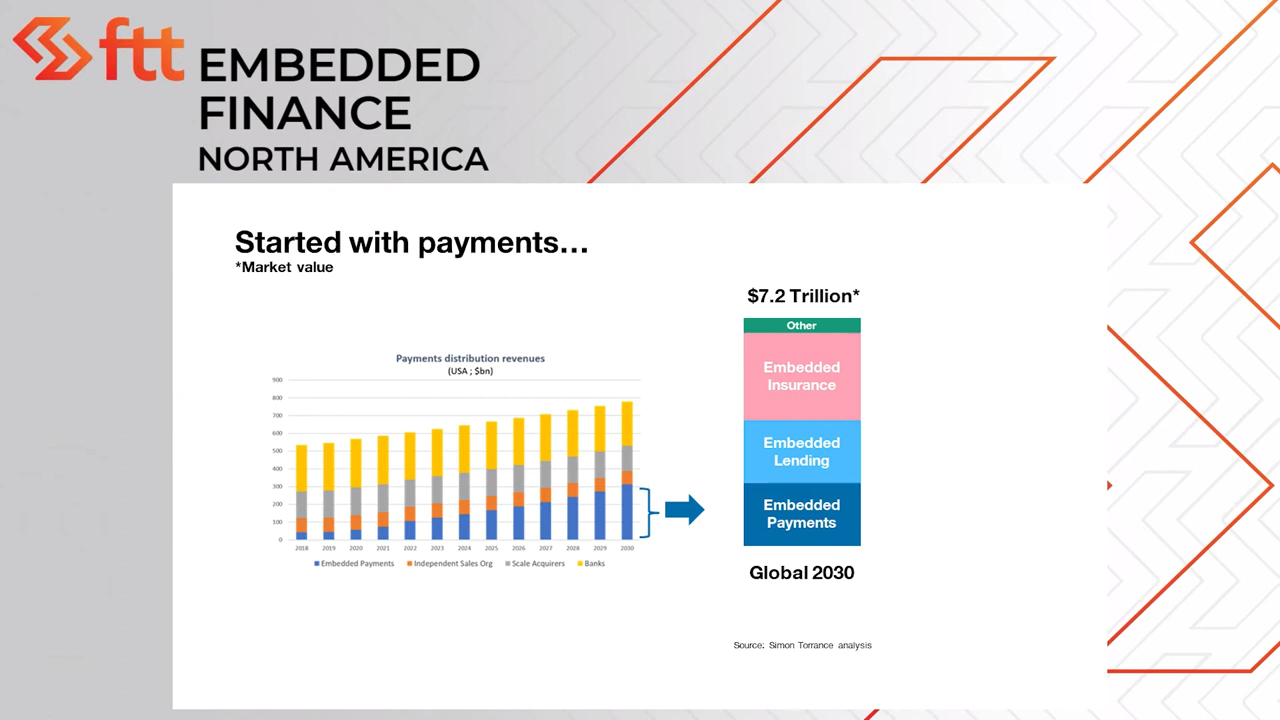 ftt
EMBEDDED
FINANCE
NORTH AMERICA
Started with payments...
*Market value
$7.2 Trillion*
Other
Embedded
Insurance
Embedded
Lending
Embedded
Payments
Global 2030
Payments distribution revenues
(USA ; $bn)
900
800
700
600
500
400
300
200
100
0
2018 2019 2020 2021 2022 2023 2024 2025 2026 2027 2028 2029 2030
Embedded Payments Independent Sales Org Scale Acquirers Banks
Source: Simon Torrance analysis